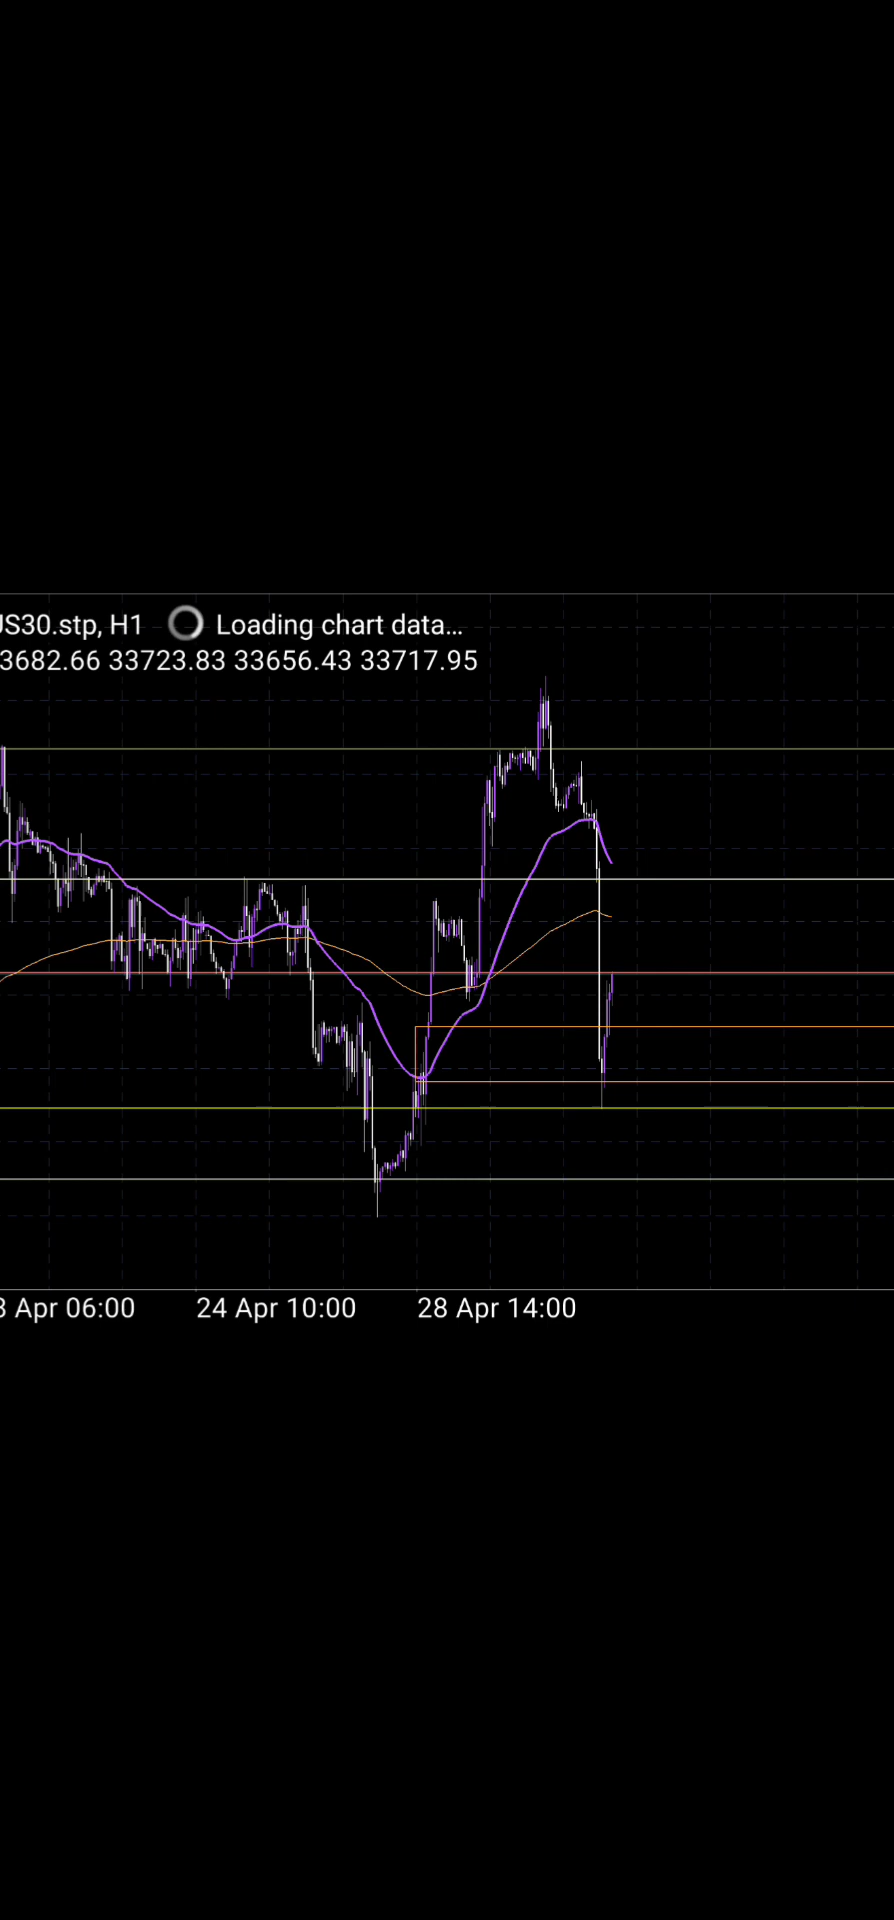 US30.stp, H1 Loading chart data...
3682.66 33723.83 33656.43 33717.95
3 Apr 06:00 24 Apr 10:00 28 Apr 14:00